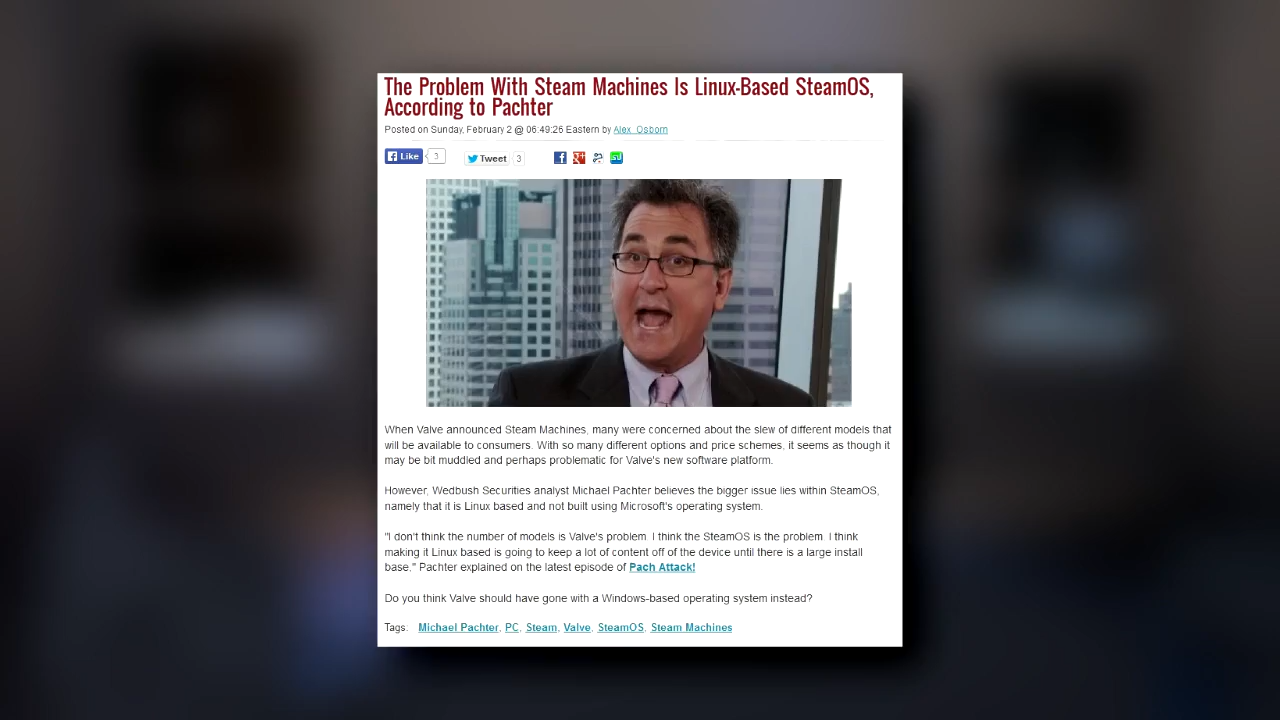 The Problem With Steam Machines Is Linux-Based SteamOS,
According to Pachter
Posted on Sunday, February 2 @ 06:49:26 Eastern by Alex_Osborn
Like 3 Tweet 3
When Valve announced Steam Machines, many were concerned about the slew of different models that
will be available to consumers. With so many different options and price schemes, it seems as though it
may be bit muddled and perhaps problematic for Valve's new software platform.
However, Wedbush Securities analyst Michael Pachter believes the bigger issue lies within SteamOS,
namely that it is Linux based and not built using Microsoft's operating system.
"I don't think the number of models is Valve's problem. I think the SteamOS is the problem. I think
making it Linux based is going to keep a lot of content off of the device until there is a large install
base." Pachter explained on the latest episode of Pach Attack!
Do you think Valve should have gone with a Windows-based operating system instead?
Tags: Michael Pachter, PC, Steam, Valve, SteamOS, Steam Machines